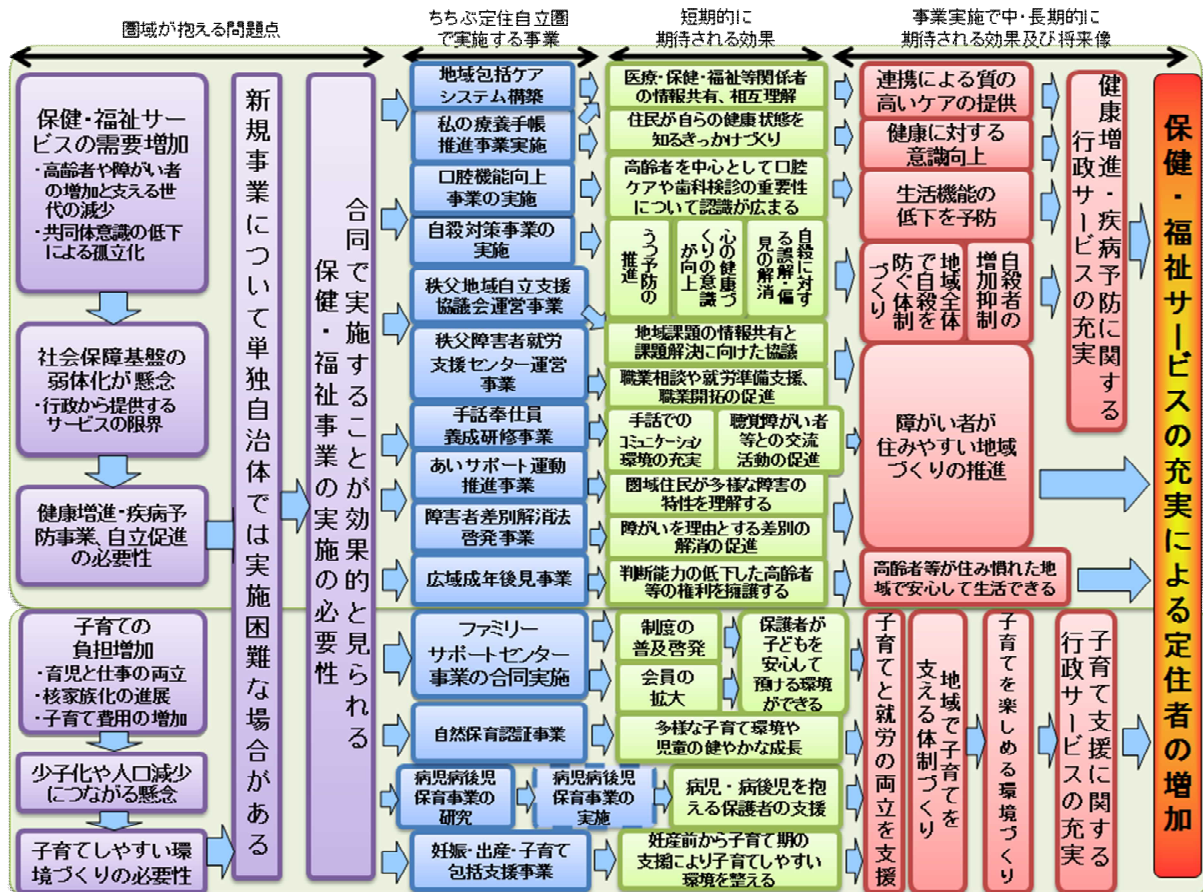 圏域が抱える問題点
ちちぶ定住自立圏
で実施する事業
短期的に
期待される効果
事業実施で中・長期的に
期待される効果及び将来像
保健・福祉サー
ビスの需要増加
・高齢者や障がい者
の増加と支える世
代の減少
・共同体意識の低下
による孤立化
社会保障基盤の
弱体化が懸念
・行政から提供する
サービスの限界
健康増進・疾病予
防事業、自立促進
の必要性
子育ての
負担増加
・育児と仕事の両立
・核家族化の進展
・子育て費用の増加
少子化や人口減少
につながる懸念
子育てしやすい環
境づくりの必要性
新規事業について単独自治体では実施困難な場合がある
合同で実施することが効果的と見られる
保健・福祉事業の実施の必要性
地域包括ケア
システム構築
私の療養手帳
推進事業実施
口腔機能向上
事業の実施
自殺対策事業の
実施
秩父地域自立支援
協議会運営事業
秩父障害者就労
支援センター運営
事業
手話奉仕員
養成研修事業
あいサポート運動
推進事業
障害者差別解消法
啓発事業
広域成年後見事業
ファミリー
サポートセンター
事業の合同実施
自然保育認証事業
病児病後児
保育事業の
研究
病児病後児
保育事業の
実施
妊娠・出産・子育て
包括支援事業
医療・保健・福祉等関係者
の情報共有、相互理解
住民が自らの健康状態を
知るきっかけづくり
高齢者を中心として口腔
ケアや歯科検診の重要性
について認識が広まる
うつ予防の
推進
心の健康づ
くりの意識
が向上
自殺に対す
る誤解・偏
見の解消
地域課題の情報共有と
課題解決に向けた協議
職業相談や就労準備支援、
職業開拓の促進
手話での
コミュニケーション
環境の充実
聴覚障がい者
等との交流
活動の促進
圏域住民が多様な障害の
特性を理解する
障がいを理由とする差別の
解消の促進
判断能力の低下した高齢者
等の権利を擁護する
制度の
普及啓発
会員の
拡大
保護者が
子どもを
安心して
預ける環境
ができる
多様な子育て環境や
児童の健やかな成長
病児・病後児を抱
える保護者の支援
妊産前から子育て期の
支援により子育てしやすい
環境を整える
連携による質の
高いケアの提供
健康に対する
意識向上
生活機能の
低下を予防
地域全体
で自殺を
防ぐ体制
づくり
自殺者の
増加抑制
障がい者が
住みやすい地域
づくりの推進
高齢者等が住み慣れた地
域で安心して生活できる
子育てと就労の両立を支援
地域で子育てを
支える体制づくり
子育てを楽しめる環境づくり
子育て支援に関する
行政サービスの充実
健康増進・疾病予防に関する
行政サービスの充実
保健・福祉サービスの充実による定住者の増加